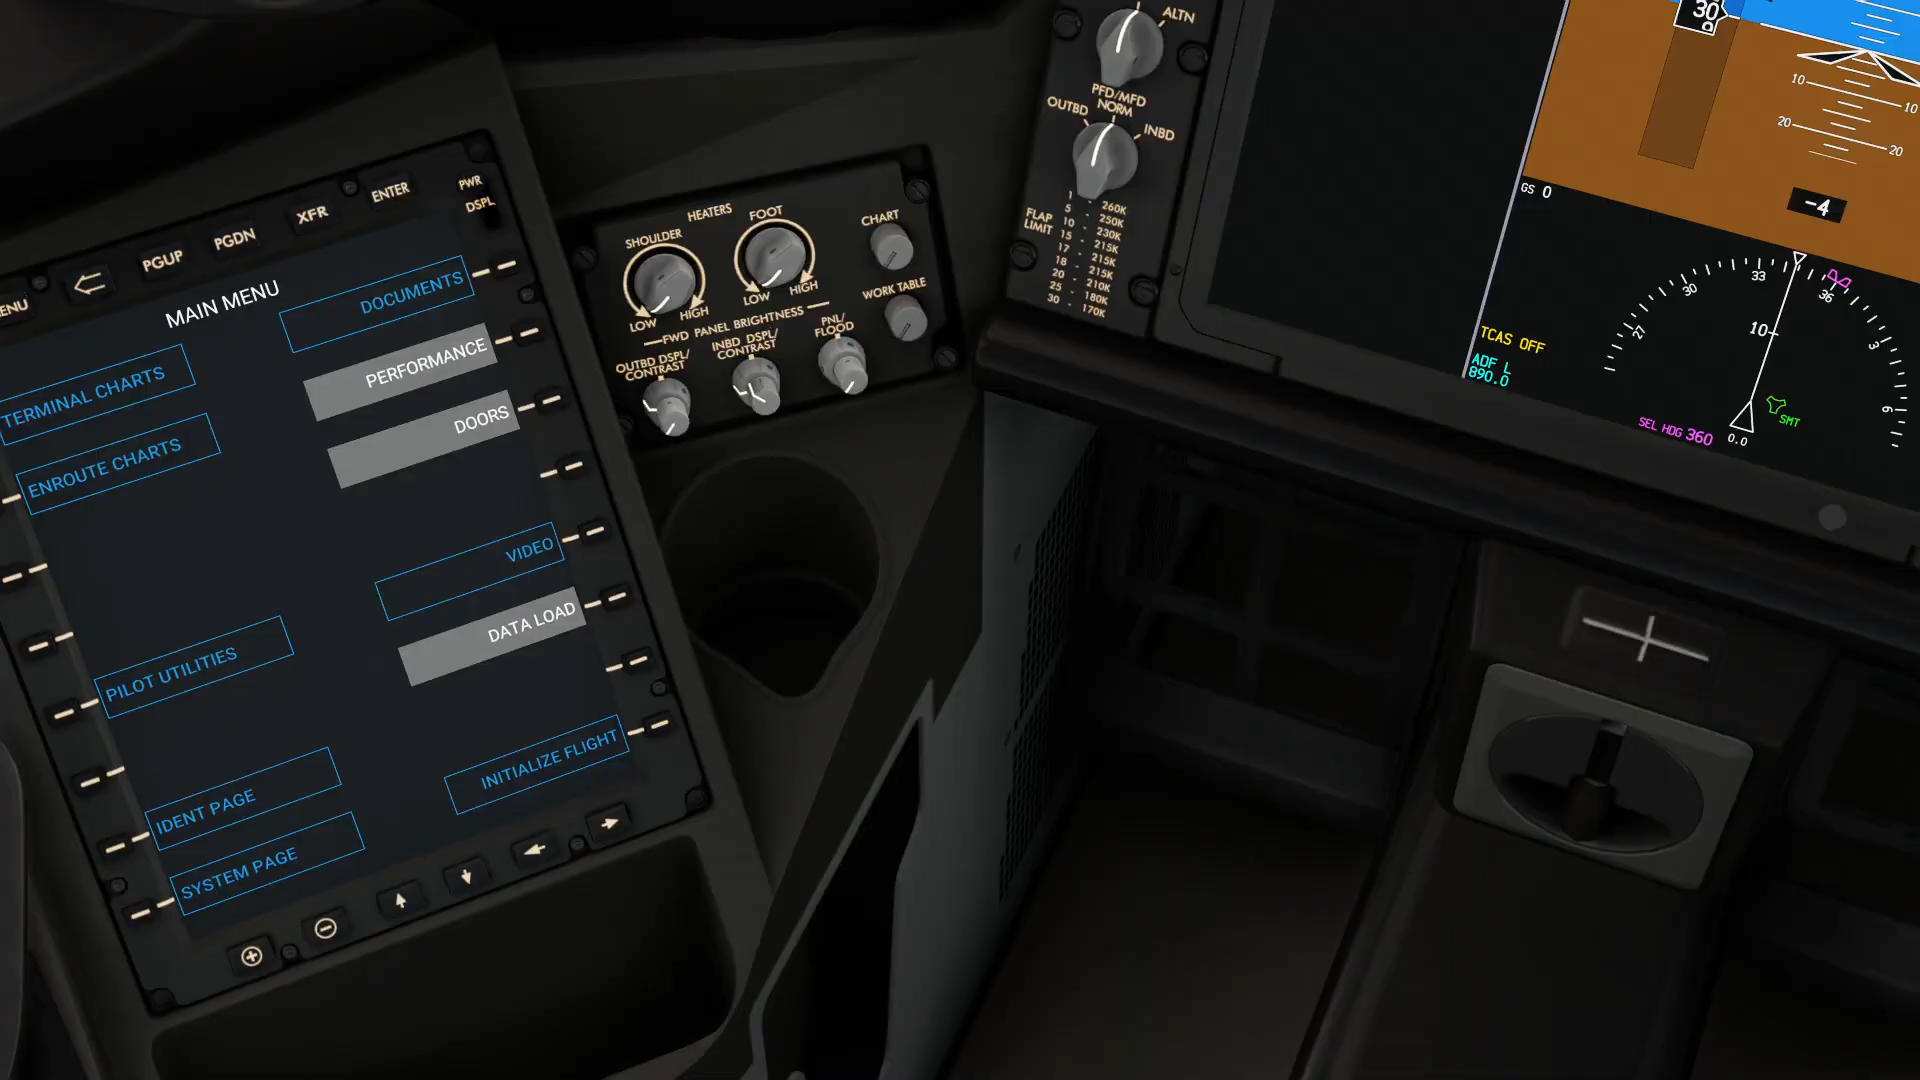 ENTER
XFR
PGDN
PGUP
PWR
DSPL
MAIN MENU
DOCUMENTS
TERMINAL CHARTS
PERFORMANCE
ENROUTE CHARTS
DOORS
VIDEO
PILOT UTILITIES
DATA LOAD
IDENT PAGE
INITIALIZE FLIGHT
SYSTEM PAGE
HEATERS
SHOULDER
FOOT
CHART
LOW
HIGH
LOW
HIGH
WORK TABLE
FWD PANEL BRIGHTNESS
OUTBD DSPL/
CONTRAST
INBD DSPL/
CONTRAST
PNL/
FLOOD
ALTN
PFD/MFD
OUTBD
NORM
INBD
FLAP
LIMIT
1 - 260K
5 - 250K
10 - 230K
15 - 215K
17 - 215K
18 - 215K
20 - 210K
25 - 180K
30 - 170K
30
10
10
20
20
GS 0
-4
27
30
33
36
3
6
10
TCAS OFF
ADF L
890.0
SMT
SEL HDG 360
0.0